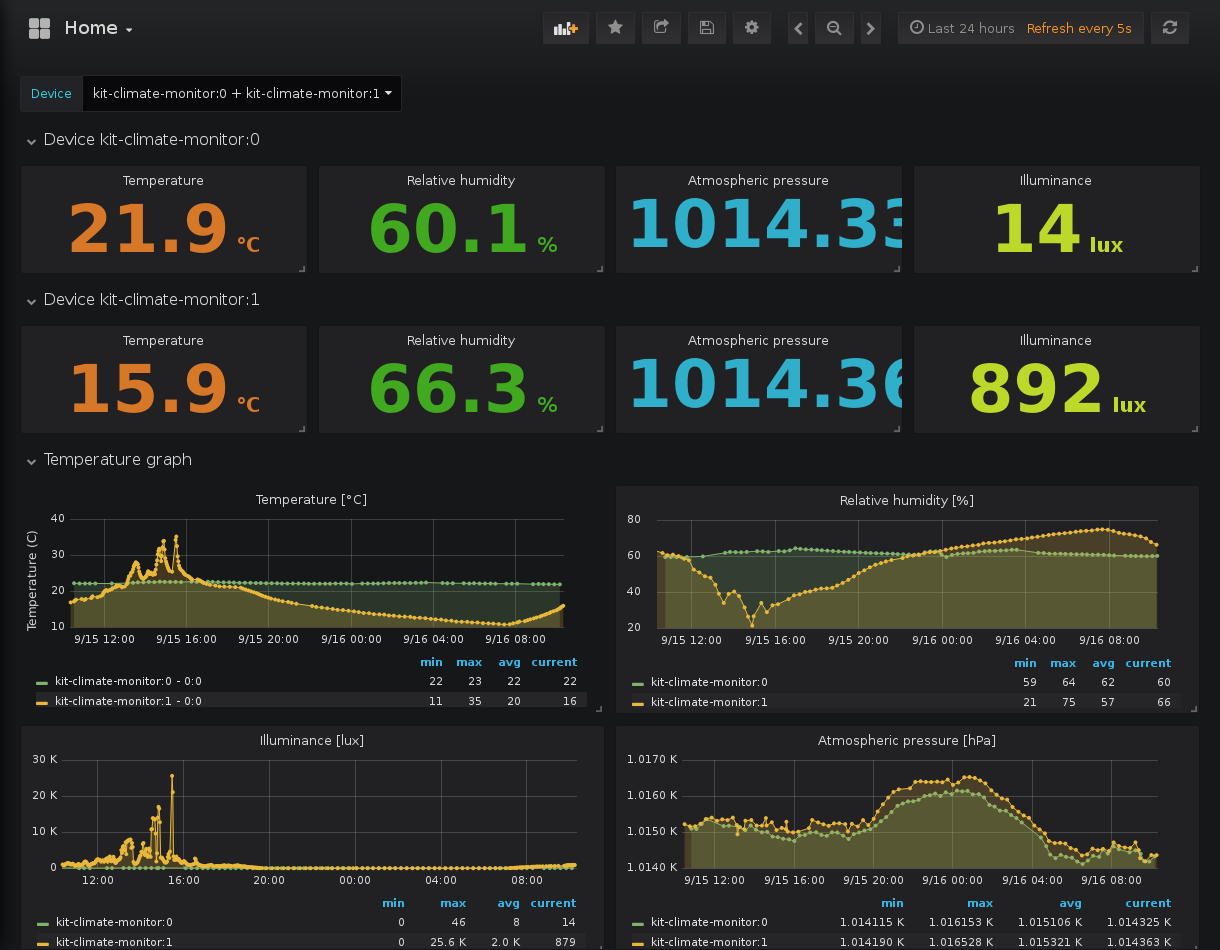 Home
Last 24 hours Refresh every 5s
Device kit-climate-monitor:0 + kit-climate-monitor:1
Device kit-climate-monitor:0
Temperature Relative humidity Atmospheric pressure Illuminance
21.9 °C 60.1 % 1014.33 14 lux
Device kit-climate-monitor:1
Temperature Relative humidity Atmospheric pressure Illuminance
15.9 °C 66.3 % 1014.36 892 lux
Temperature graph
Temperature [°C]
Temperature (C)
40
30
20
10
9/15 12:00 9/15 16:00 9/15 20:00 9/16 00:00 9/16 04:00 9/16 08:00
min max avg current
kit-climate-monitor:0 - 0:0 22 23 22 22
kit-climate-monitor:1 - 0:0 11 35 20 16
Relative humidity [%]
80
60
40
20
9/15 12:00 9/15 16:00 9/15 20:00 9/16 00:00 9/16 04:00 9/16 08:00
min max avg current
kit-climate-monitor:0 59 64 62 60
kit-climate-monitor:1 21 75 57 66
Illuminance [lux]
30 K
20 K
10 K
0
12:00 16:00 20:00 00:00 04:00 08:00
min max avg current
kit-climate-monitor:0 0 46 8 14
kit-climate-monitor:1 0 25.6 K 2.0 K 879
Atmospheric pressure [hPa]
1.0170 K
1.0160 K
1.0150 K
1.0140 K
9/15 12:00 9/15 16:00 9/15 20:00 9/16 00:00 9/16 04:00 9/16 08:00
min max avg current
kit-climate-monitor:0 1.014115 K 1.016153 K 1.015106 K 1.014325 K
kit-climate-monitor:1 1.014190 K 1.016528 K 1.015321 K 1.014363 K